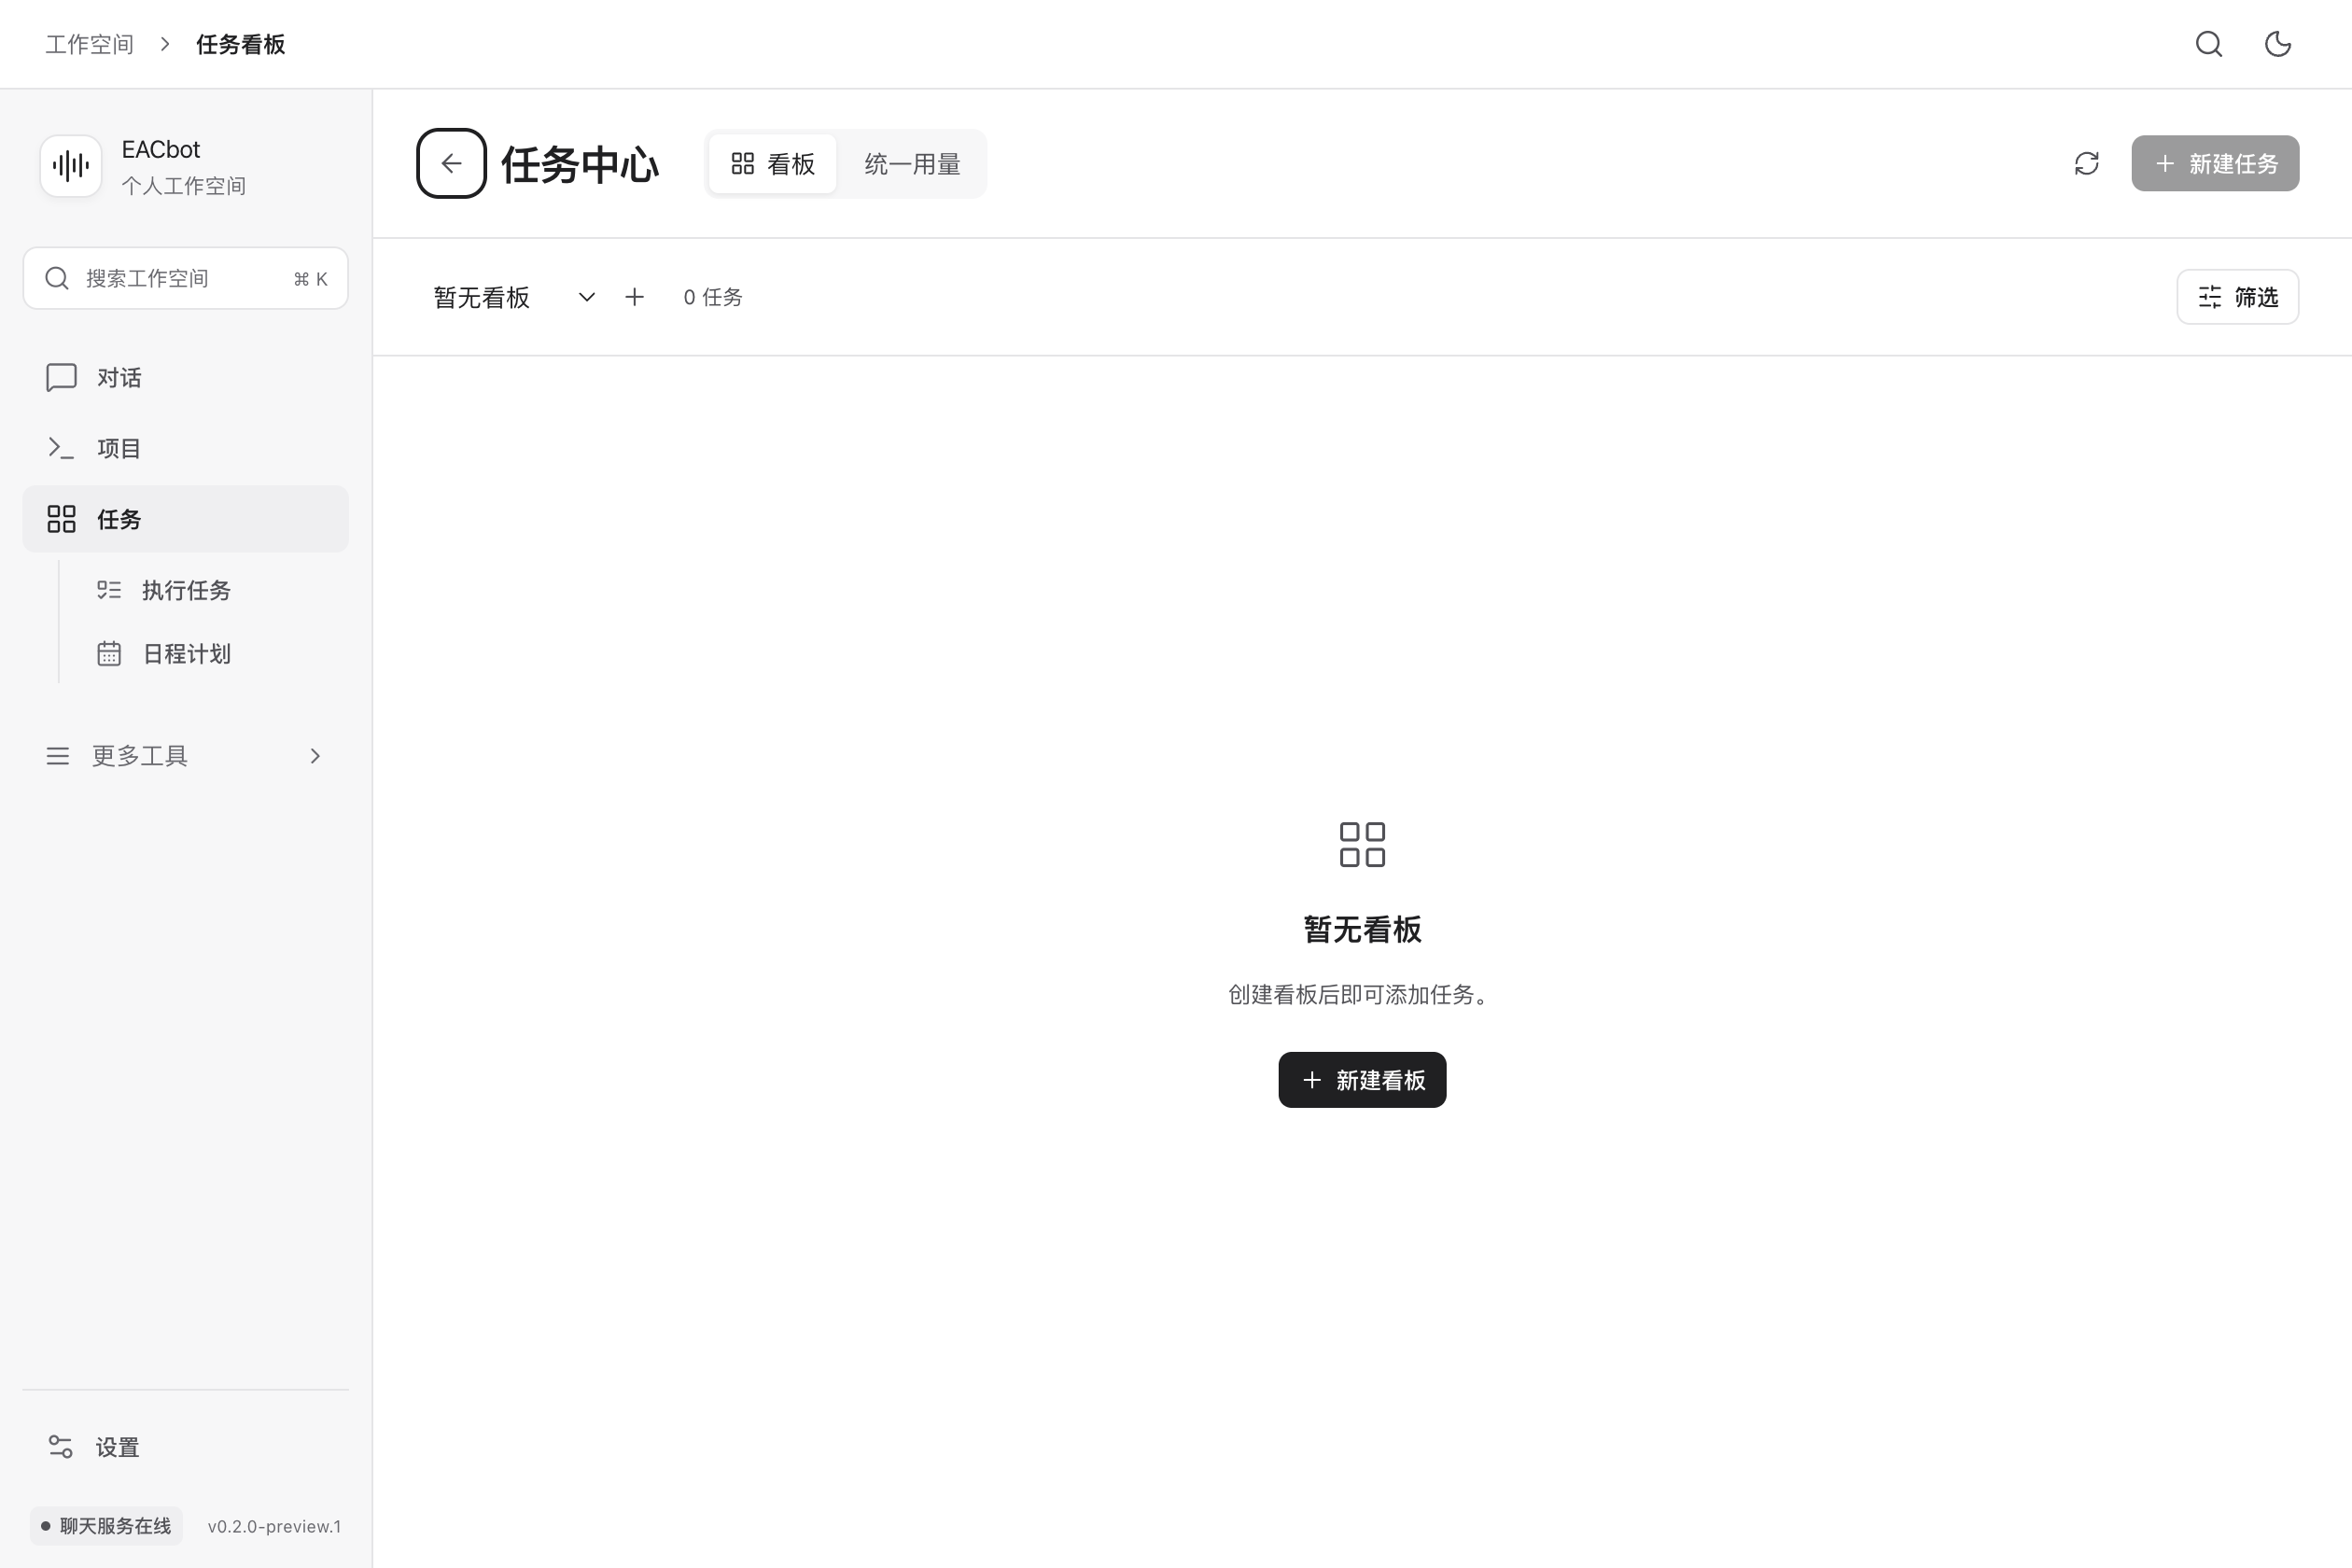 工作空间 任务看板
EACbot
个人工作空间
搜索工作空间 ⌘ K
对话
项目
任务
执行任务
日程计划
更多工具
设置
聊天服务在线 v0.2.0-preview.1
任务中心 看板 统一用量 新建任务
暂无看板 0 任务 筛选
暂无看板
创建看板后即可添加任务。
新建看板